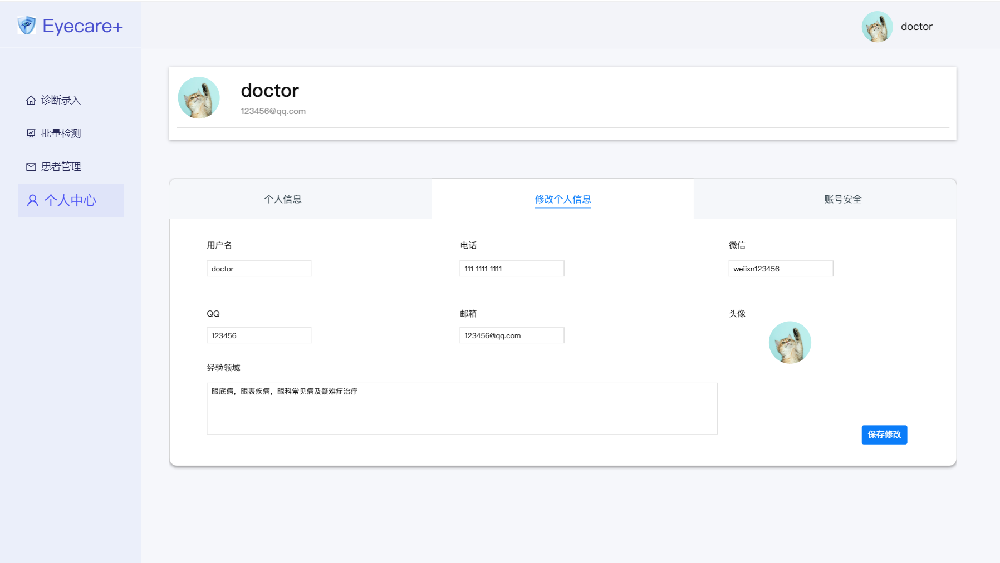 Eyecare+
doctor
诊断录入
批量检测
患者管理
个人中心
doctor
123456@qq.com
个人信息
修改个人信息
账号安全
用户名
电话
微信
doctor
111 1111 1111
weiixn123456
QQ
邮箱
头像
123456
123456@qq.com
经验领域
眼底病，眼表疾病，眼科常见病及疑难症治疗
保存修改